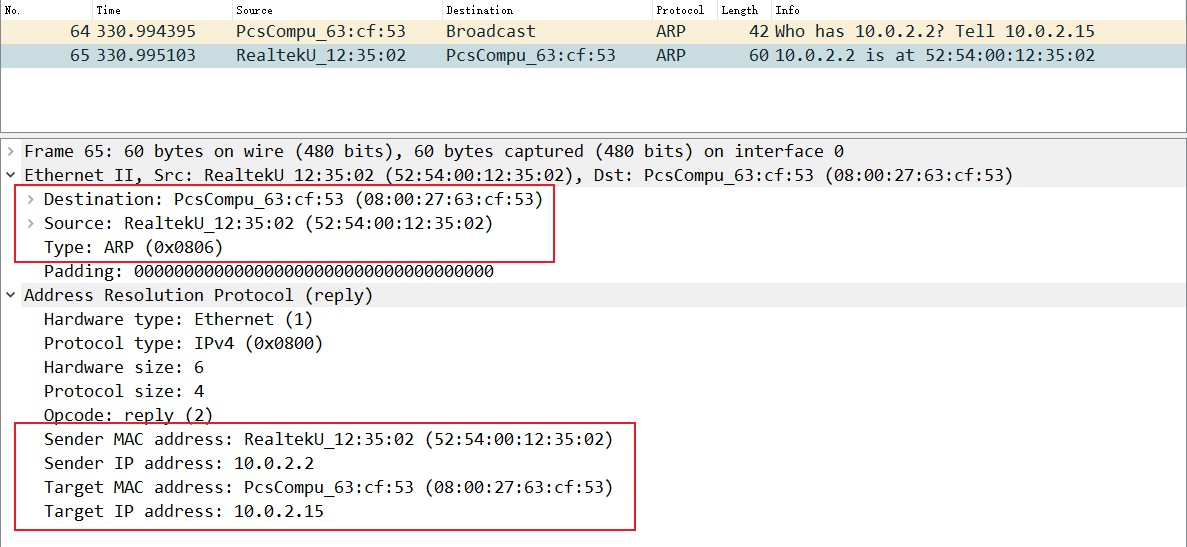 No. Time Source Destination Protocol Length Info
64 330.994395 PcsCompu_63:cf:53 Broadcast ARP 42 Who has 10.0.2.2? Tell 10.0.2.15
65 330.995103 RealtekU_12:35:02 PcsCompu_63:cf:53 ARP 60 10.0.2.2 is at 52:54:00:12:35:02
Frame 65: 60 bytes on wire (480 bits), 60 bytes captured (480 bits) on interface 0
Ethernet II, Src: RealtekU_12:35:02 (52:54:00:12:35:02), Dst: PcsCompu_63:cf:53 (08:00:27:63:cf:53)
Destination: PcsCompu_63:cf:53 (08:00:27:63:cf:53)
Source: RealtekU_12:35:02 (52:54:00:12:35:02)
Type: ARP (0x0806)
Padding: 000000000000000000000000000000000000
Address Resolution Protocol (reply)
Hardware type: Ethernet (1)
Protocol type: IPv4 (0x0800)
Hardware size: 6
Protocol size: 4
Opcode: reply (2)
Sender MAC address: RealtekU_12:35:02 (52:54:00:12:35:02)
Sender IP address: 10.0.2.2
Target MAC address: PcsCompu_63:cf:53 (08:00:27:63:cf:53)
Target IP address: 10.0.2.15